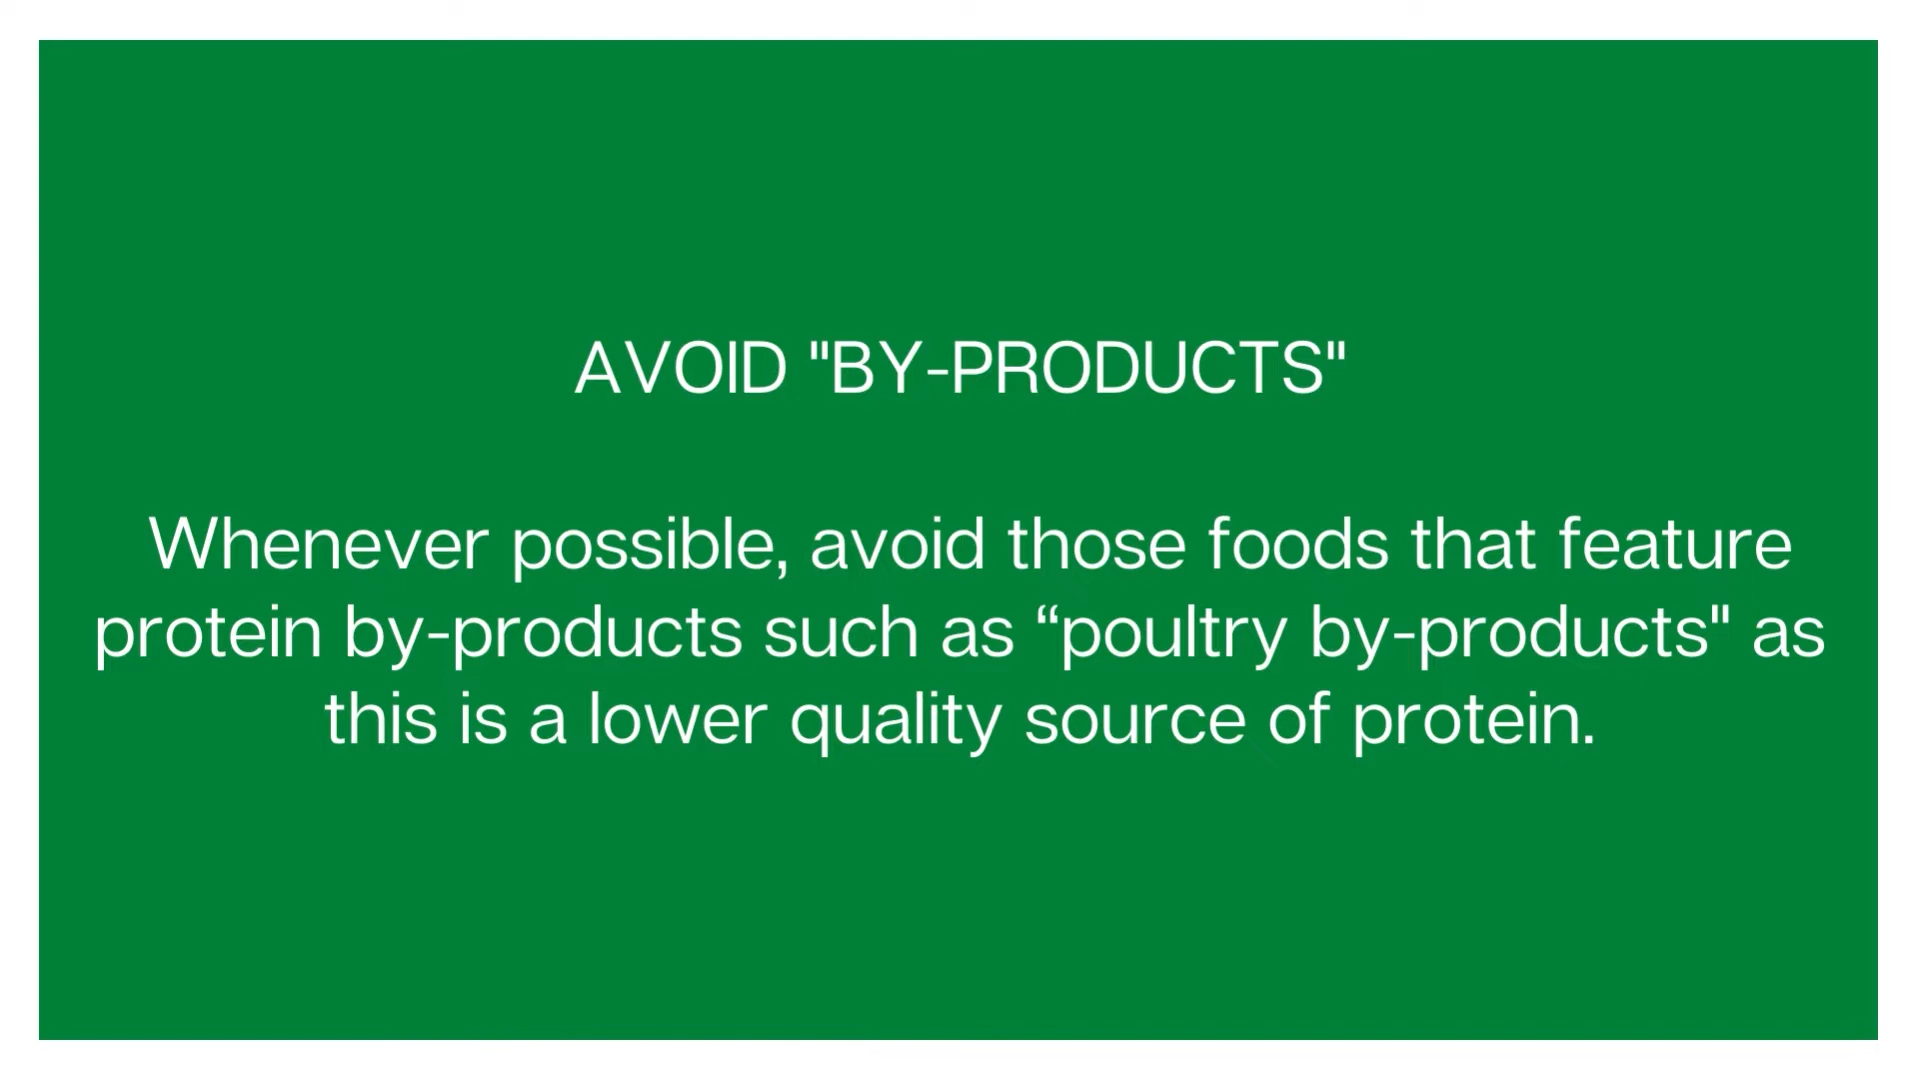 AVOID "BY-PRODUCTS"
Whenever possible, avoid those foods that feature
protein by-products such as “poultry by-products" as
this is a lower quality source of protein.